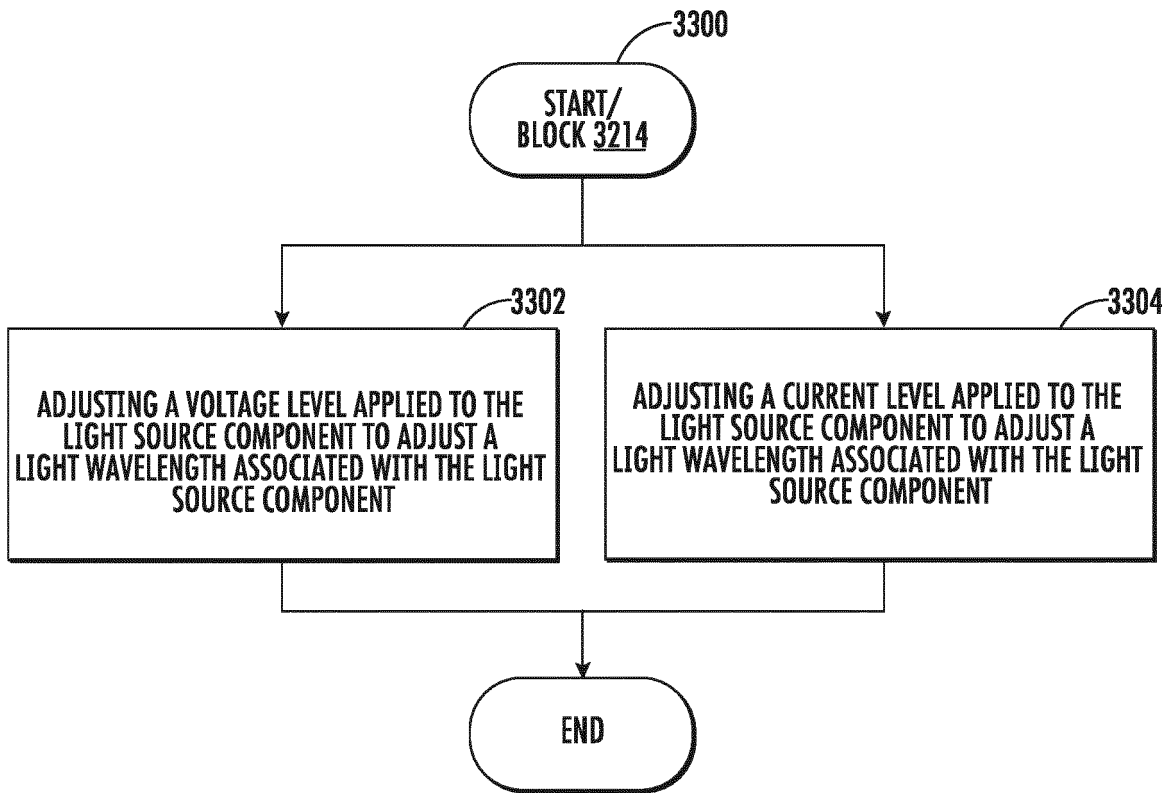 3300
START/
BLOCK 3214
3302
ADJUSTING A VOLTAGE LEVEL APPLIED TO THE
LIGHT SOURCE COMPONENT TO ADJUST A
LIGHT WAVELENGTH ASSOCIATED WITH THE LIGHT
SOURCE COMPONENT
3304
ADJUSTING A CURRENT LEVEL APPLIED TO THE
LIGHT SOURCE COMPONENT TO ADJUST A
LIGHT WAVELENGTH ASSOCIATED WITH THE LIGHT
SOURCE COMPONENT
END